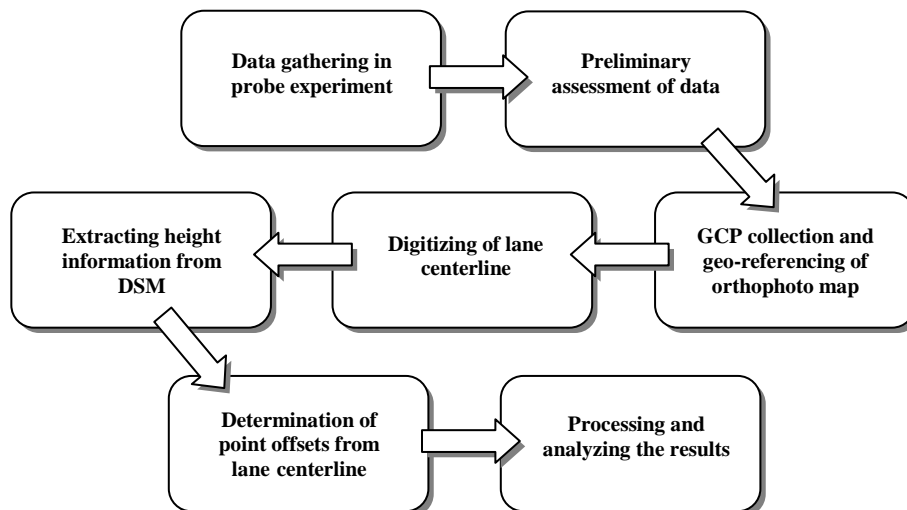 Data gathering in
probe experiment
Preliminary
assessment of data
GCP collection and
geo-referencing of
orthophoto map
Digitizing of lane
centerline
Extracting height
information from
DSM
Determination of
point offsets from
lane centerline
Processing and
analyzing the results